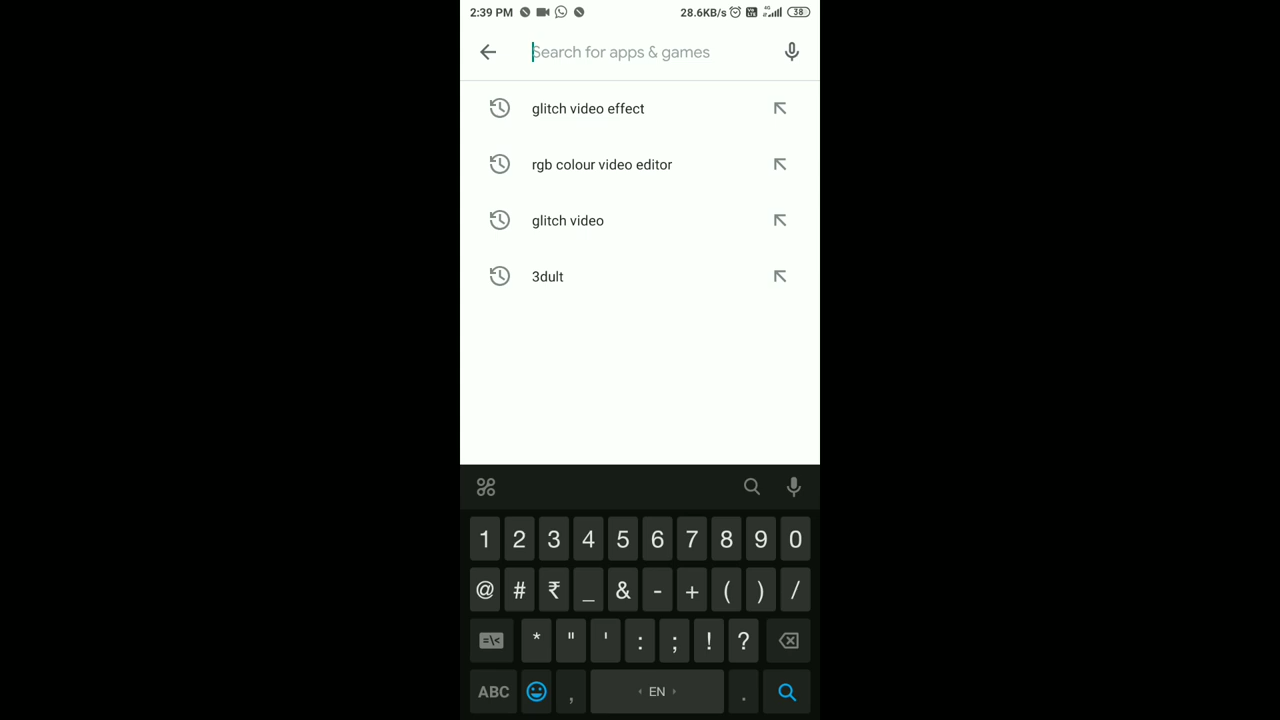 2:39 PM 28.6KB/s 4G 38
Search for apps & games
glitch video effect
rgb colour video editor
glitch video
3dult
1 2 3 4 5 6 7 8 9 0
@ # ₹ _ & - + ( ) /
=\< * " ' : ; ! ?
ABC , EN .